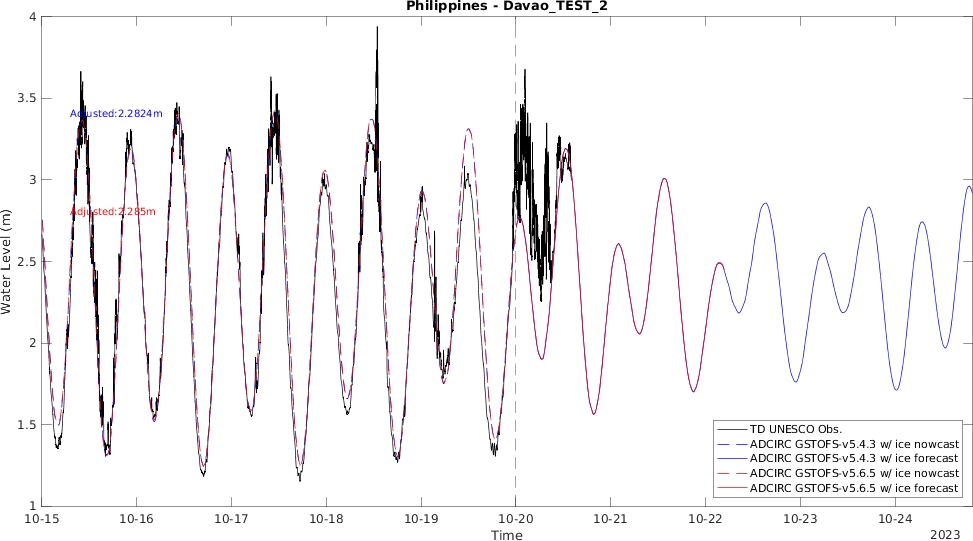 Philippines - Davao_TEST_2
4
3.5
3
2.5
2
1.5
1
Water Level (m)
Adjusted:2.2824m
Adjusted:2.285m
TD UNESCO Obs.
ADCIRC GSTOFS-v5.4.3 w/ ice nowcast
ADCIRC GSTOFS-v5.4.3 w/ ice forecast
ADCIRC GSTOFS-v5.6.5 w/ ice nowcast
ADCIRC GSTOFS-v5.6.5 w/ ice forecast
10-15 10-16 10-17 10-18 10-19 10-20 10-21 10-22 10-23 10-24
Time
2023